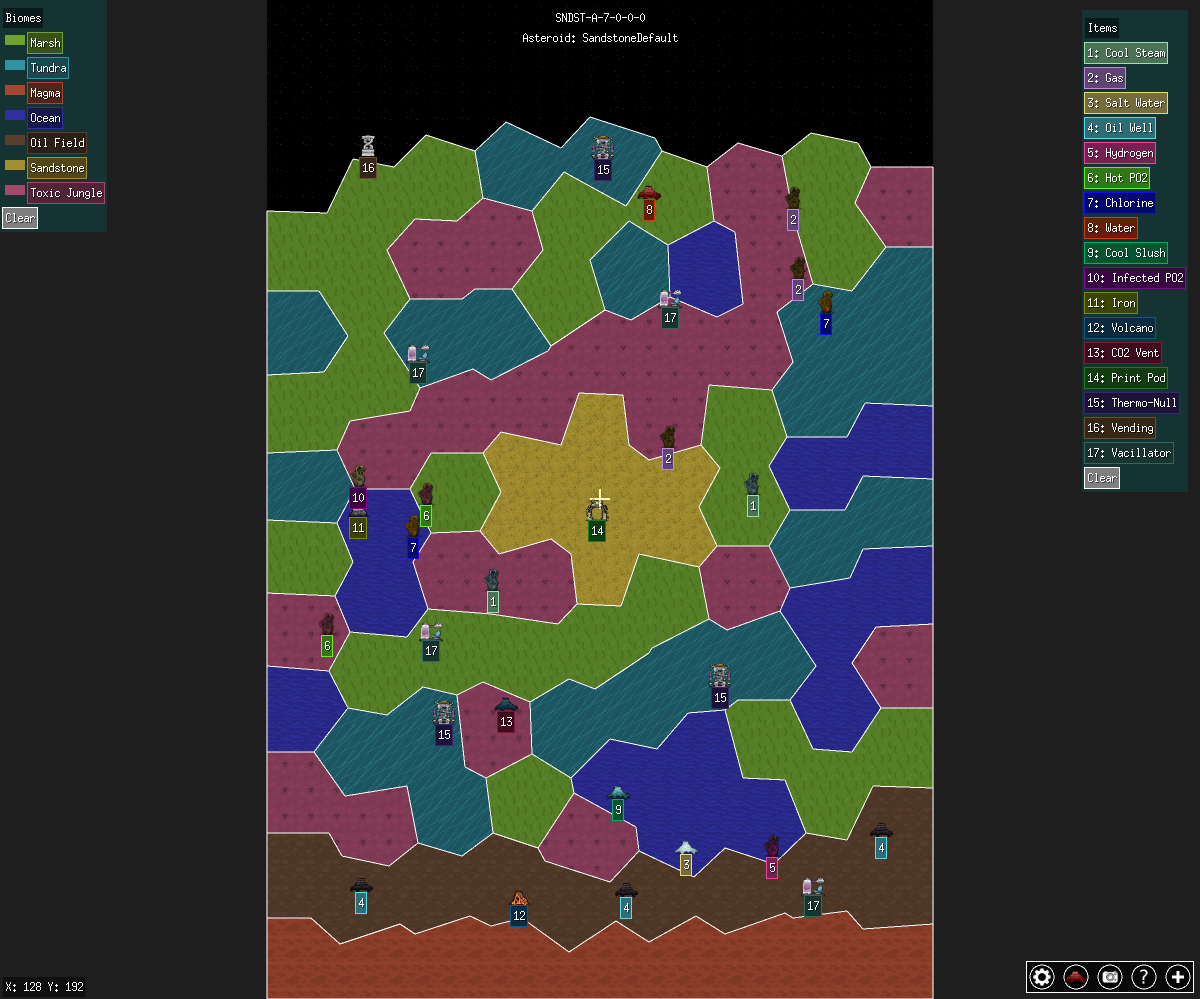 SNDST-A-7-0-0-0
Asteroid: SandstoneDefault
Biomes
Marsh
Tundra
Magma
Ocean
Oil Field
Sandstone
Toxic Jungle
Clear
Items
1: Cool Steam
2: Gas
3: Salt Water
4: Oil Well
5: Hydrogen
6: Hot PO2
7: Chlorine
8: Water
9: Cool Slush
10: Infected PO2
11: Iron
12: Volcano
13: CO2 Vent
14: Print Pod
15: Thermo-Null
16: Vending
17: Vacillator
Clear
16
15
8
2
2
17
7
17
2
10
1
6
11
14
7
1
6
17
15
13
15
9
4
3
5
4
17
4
12
X: 128 Y: 192
?